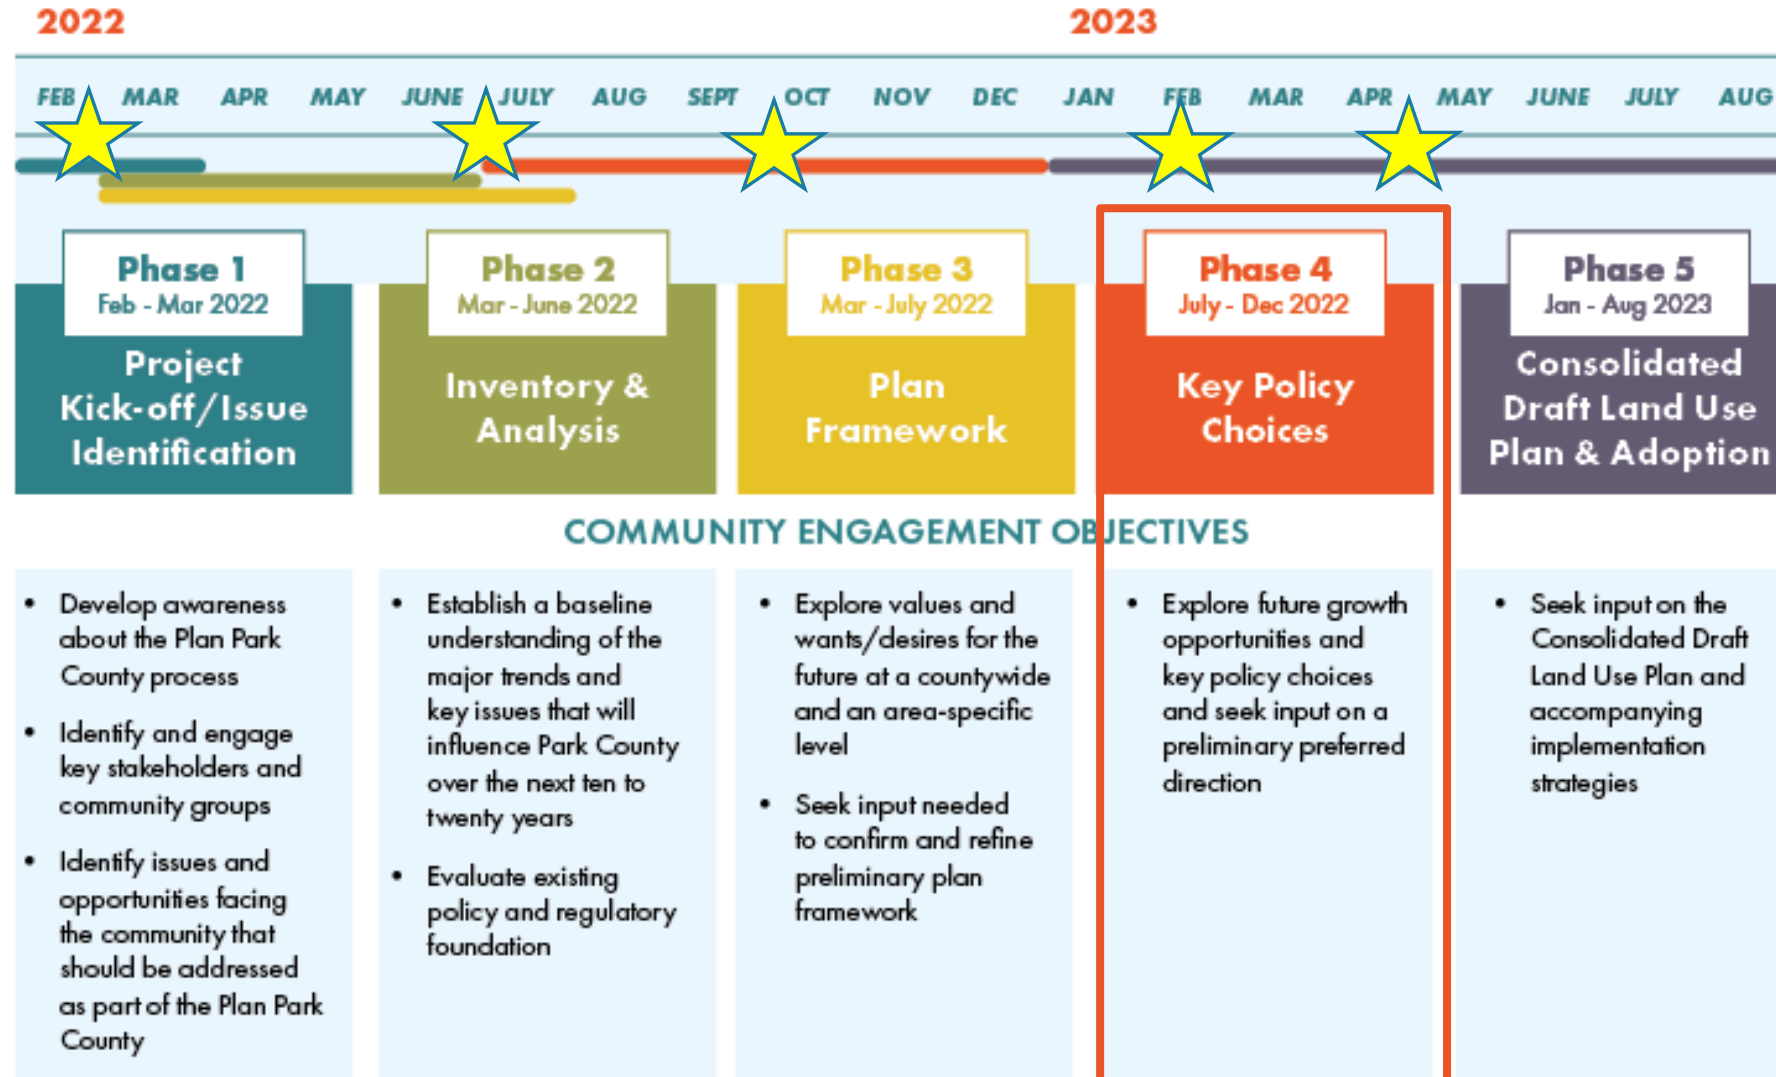 2022 2023
FEB MAR APR MAY JUNE JULY AUG SEPT OCT NOV DEC JAN FEB MAR APR MAY JUNE JULY AUG
Phase 1
Feb - Mar 2022
Project
Kick-off/Issue
Identification
Phase 2
Mar - June 2022
Inventory &
Analysis
Phase 3
Mar - July 2022
Plan
Framework
Phase 4
July - Dec 2022
Key Policy
Choices
Phase 5
Jan - Aug 2023
Consolidated
Draft Land Use
Plan & Adoption
COMMUNITY ENGAGEMENT OBJECTIVES
• Develop awareness
about the Plan Park
County process
• Identify and engage
key stakeholders and
community groups
• Identify issues and
opportunities facing
the community that
should be addressed
as part of the Plan Park
County
• Establish a baseline
understanding of the
major trends and
key issues that will
influence Park County
over the next ten to
twenty years
• Evaluate existing
policy and regulatory
foundation
• Explore values and
wants/desires for the
future at a countywide
and an area-specific
level
• Seek input needed
to confirm and refine
preliminary plan
framework
• Explore future growth
opportunities and
key policy choices
and seek input on a
preliminary preferred
direction
• Seek input on the
Consolidated Draft
Land Use Plan and
accompanying
implementation
strategies